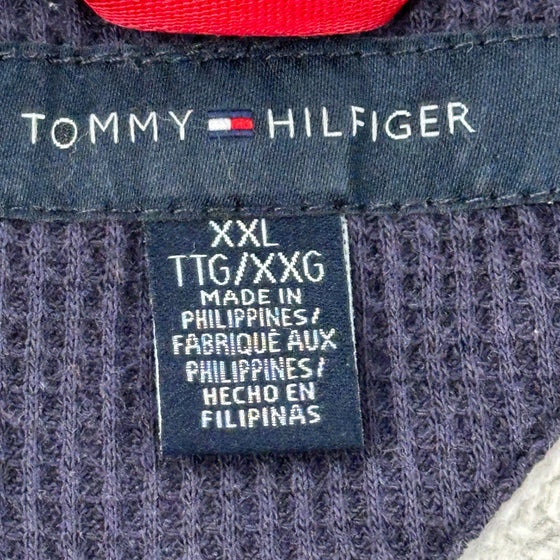 TOMMY HILFIGER
XXL
TTG/XXG
MADE IN
PHILIPPINES/
FABRIQUÉ AUX
PHILIPPINES/
HECHO EN
FILIPINAS